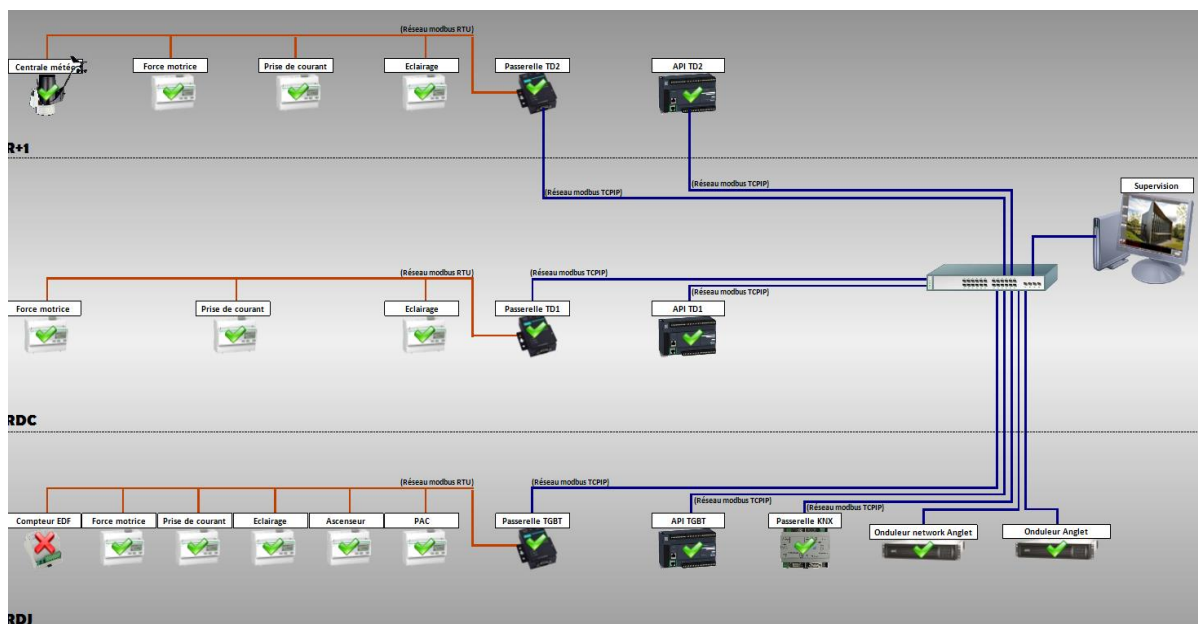 (Réseau modbus RTU)
Centrale météo
Force motrice
Prise de courant
Eclairage
Passerelle TD2
API TD2
R+1
(Réseau modbus TCPIP)
(Réseau modbus TCPIP)
Supervision
(Réseau modbus RTU)
(Réseau modbus TCPIP)
(Réseau modbus TCPIP)
Force motrice
Prise de courant
Eclairage
Passerelle TD1
API TD1
RDC
(Réseau modbus RTU)
(Réseau modbus TCPIP)
(Réseau modbus TCPIP)
(Réseau modbus TCPIP)
Compteur EDF
Force motrice
Prise de courant
Eclairage
Ascenseur
PAC
Passerelle TGBT
API TGBT
Passerelle KNX
Onduleur network Anglet
Onduleur Anglet
RDJ